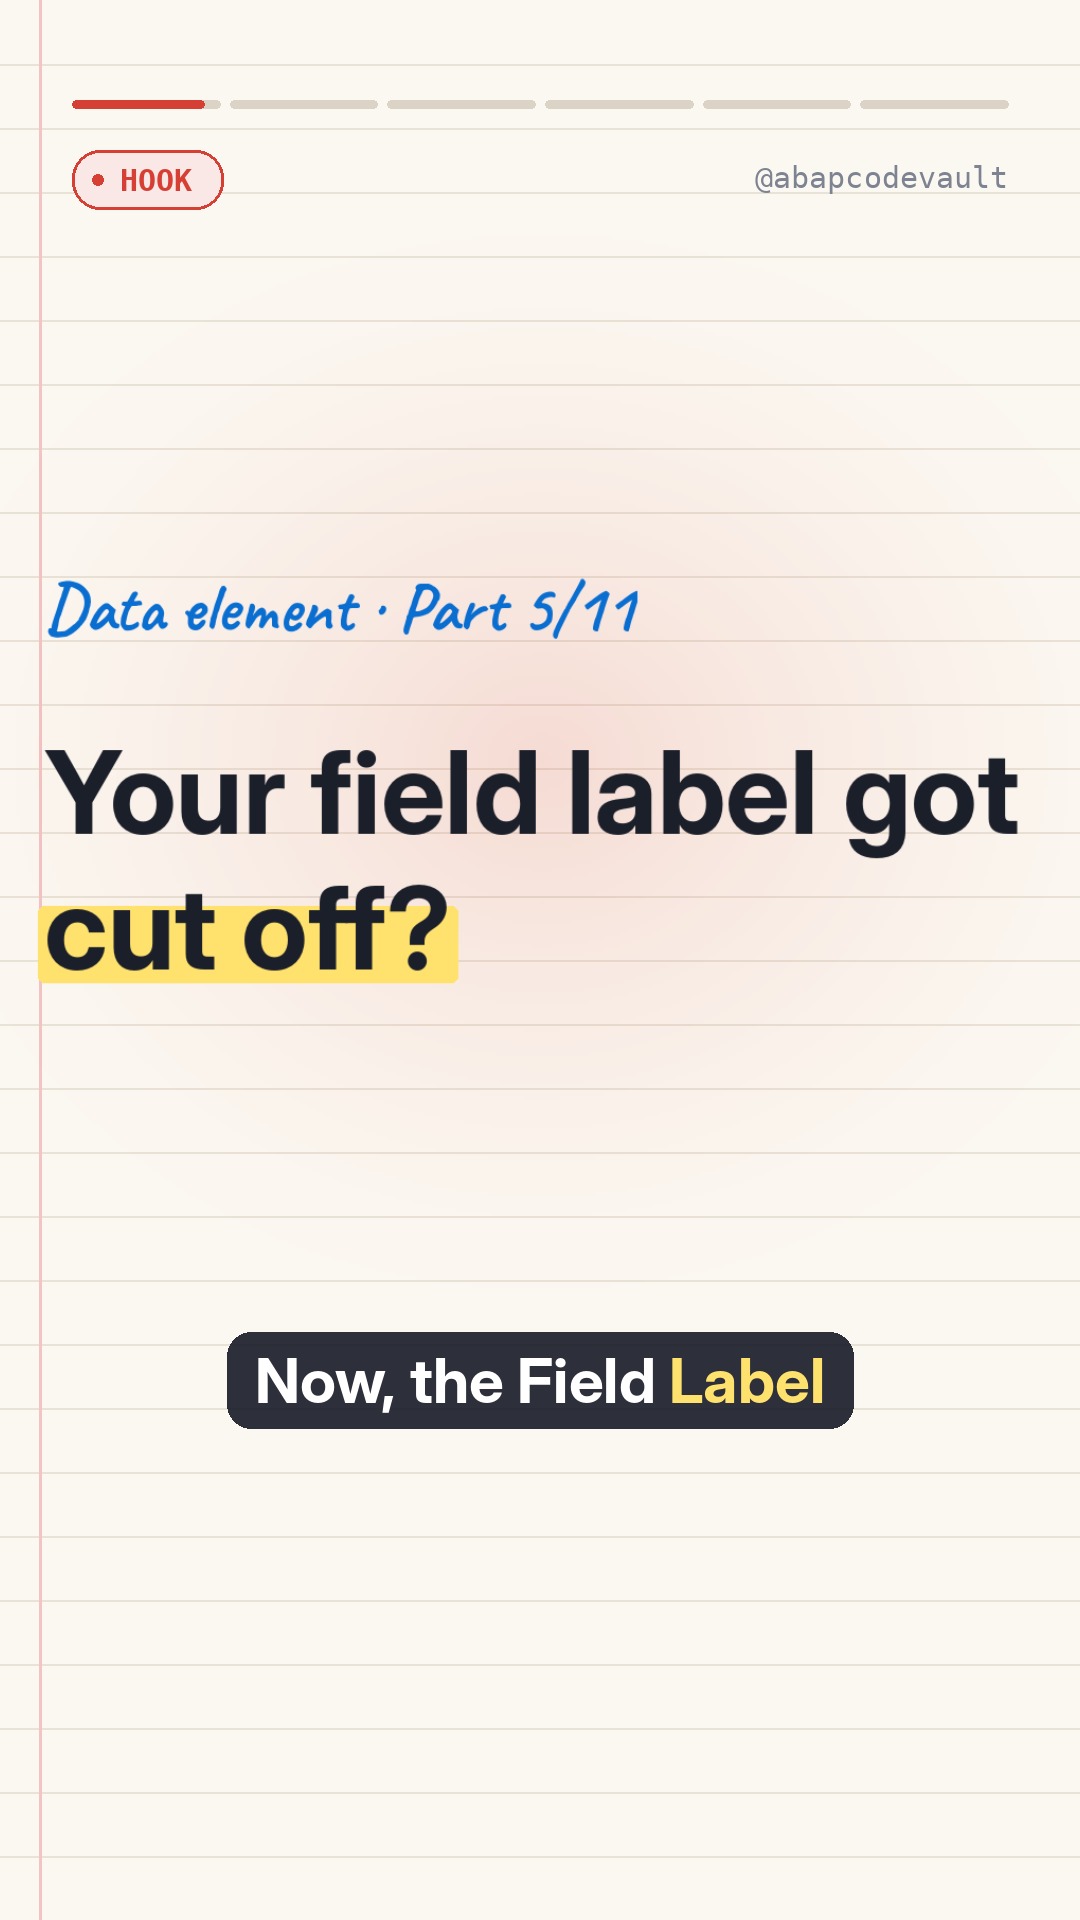 HOOK
@abapcodevault
Data element · Part 5/11
Your field label got
cut off?
Now, the Field Label